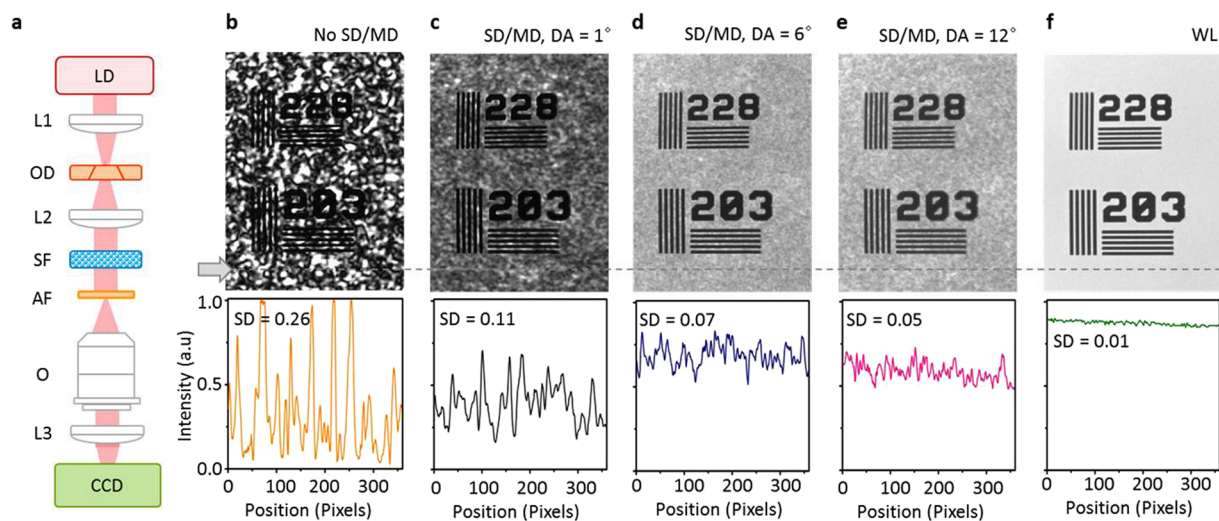 a
LD
L1
OD
L2
SF
AF
O
L3
CCD
b
No SD/MD
228
203
SD = 0.26
Intensity (a.u)
1.0
0.5
0.0
0 100 200 300
Position (Pixels)
c
SD/MD, DA = 1°
228
203
SD = 0.11
0 100 200 300
Position (Pixels)
d
SD/MD, DA = 6°
228
203
SD = 0.07
0 100 200 300
Position (Pixels)
e
SD/MD, DA = 12°
228
203
SD = 0.05
0 100 200 300
Position (Pixels)
f
WL
228
203
SD = 0.01
0 100 200 300
Position (Pixels)